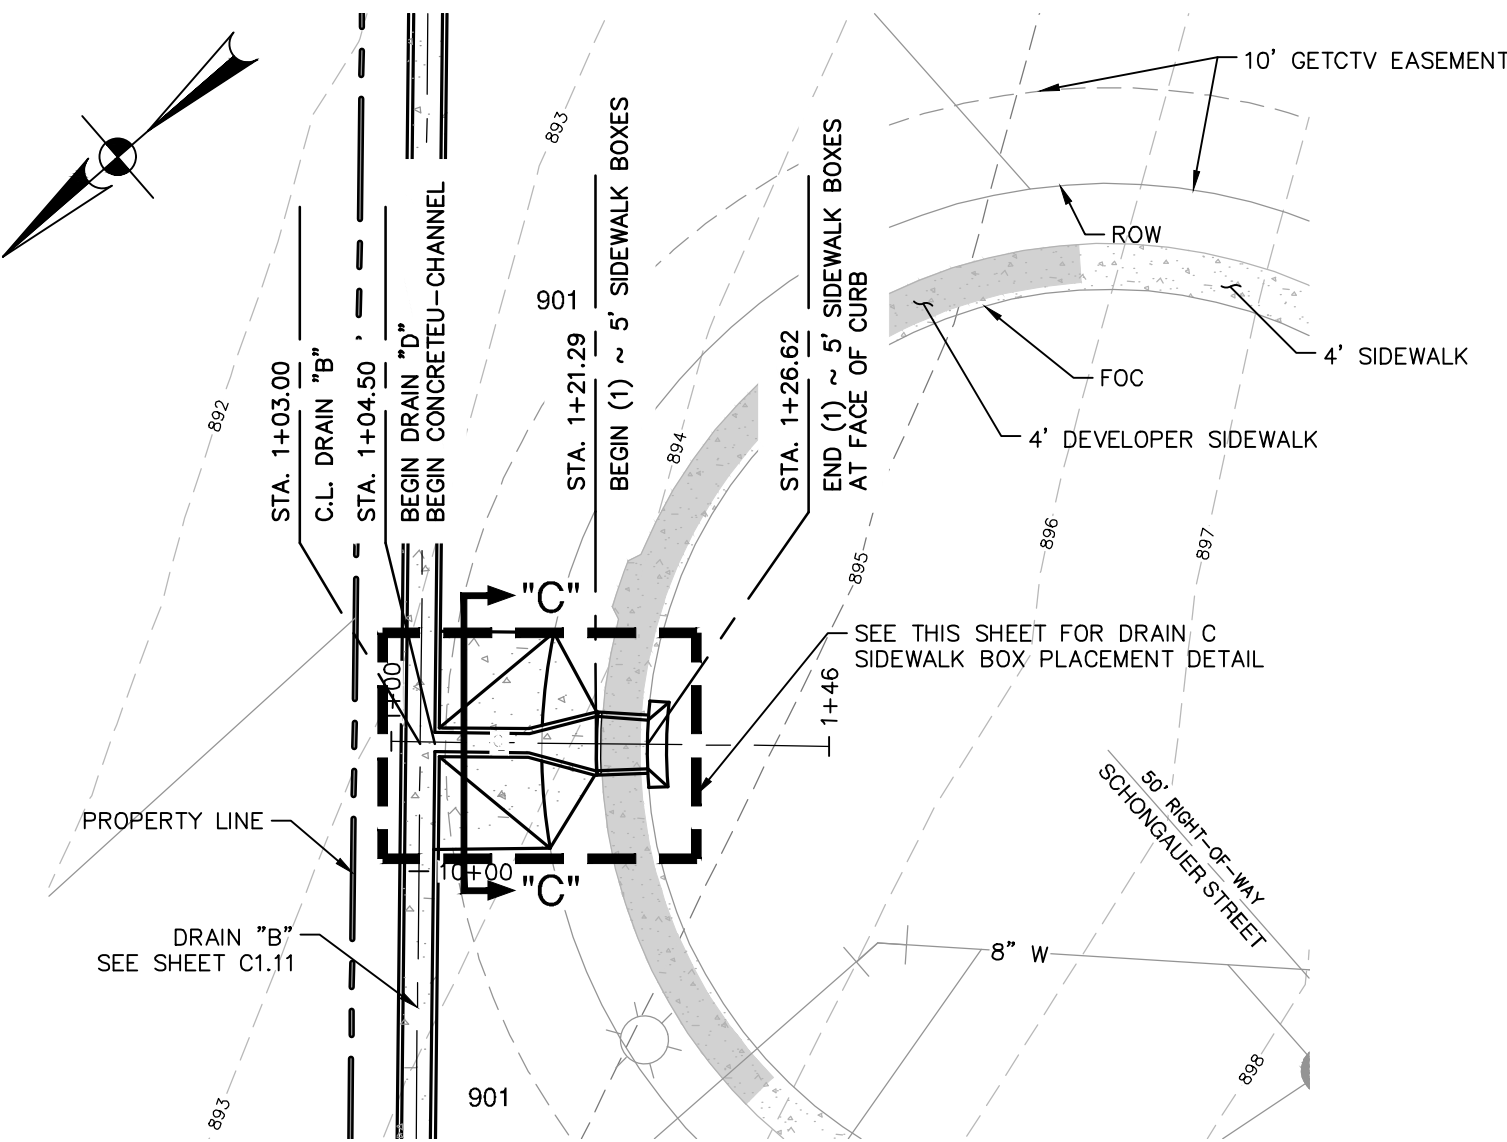 10' GETCTV EASEMENT
ROW
4' SIDEWALK
FOC
4' DEVELOPER SIDEWALK
893
892
894
895
896
897
901
STA. 1+03.00
C.L. DRAIN "B"
STA. 1+04.50
BEGIN DRAIN "D"
BEGIN CONCRETEU-CHANNEL
STA. 1+21.29
BEGIN (1) ~ 5' SIDEWALK BOXES
STA. 1+26.62
END (1) ~ 5' SIDEWALK BOXES
AT FACE OF CURB
"C"
SEE THIS SHEET FOR DRAIN C
SIDEWALK BOX PLACEMENT DETAIL
1+00
1+46
PROPERTY LINE
10+00
"C"
50' RIGHT-OF-WAY
SCHONGAUER STREET
DRAIN "B"
SEE SHEET C1.11
8" W
898
901
893